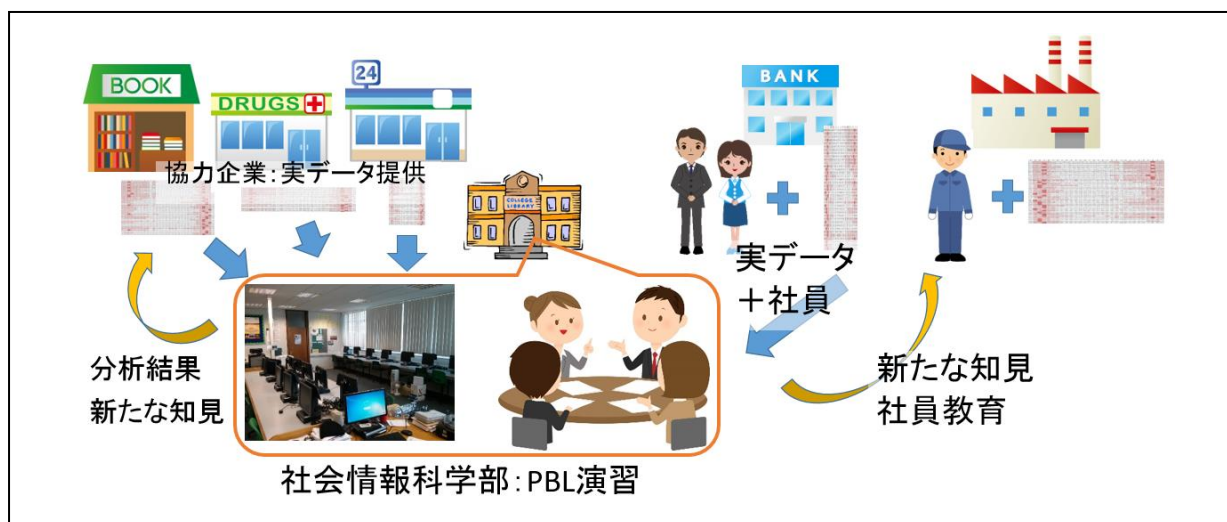 BOOK
DRUGS
24
BANK
協力企業:実データ提供
COLLEGE
LIBRARY
実データ
+社員
分析結果
新たな知見
新たな知見
社員教育
社会情報科学部:PBL演習